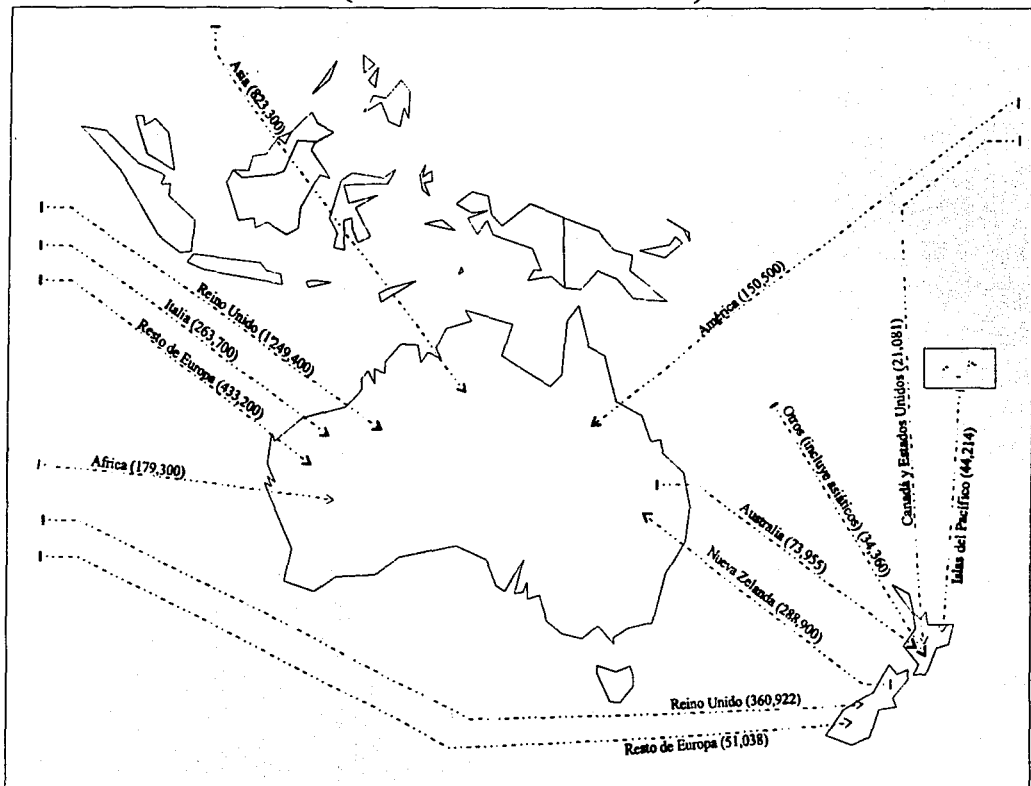 Asia (823,300)
Reino Unido (1'249,400)
Italia (263,700)
Resto de Europa (433,200)
América (150,500)
Africa (179,300)
Otros (incluye asiáticos) (34,360)
Canadá y Estados Unidos (21,081)
Islas del Pacífico (44,214)
Australia (73,955)
Nueva Zelanda (288,900)
Reino Unido (360,922)
Resto de Europa (51,038)